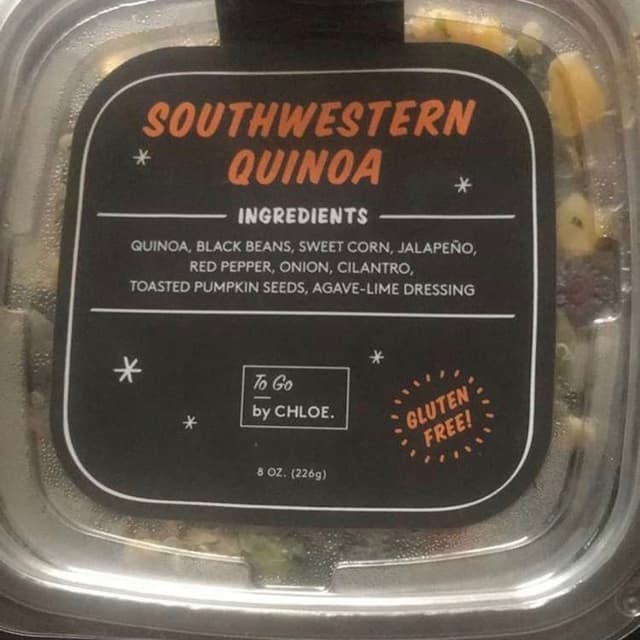 SOUTHWESTERN
QUINOA
INGREDIENTS
QUINOA, BLACK BEANS, SWEET CORN, JALAPEÑO,
RED PEPPER, ONION, CILANTRO,
TOASTED PUMPKIN SEEDS, AGAVE-LIME DRESSING
To Go
by CHLOE.
GLUTEN
FREE!
8 OZ. (226g)